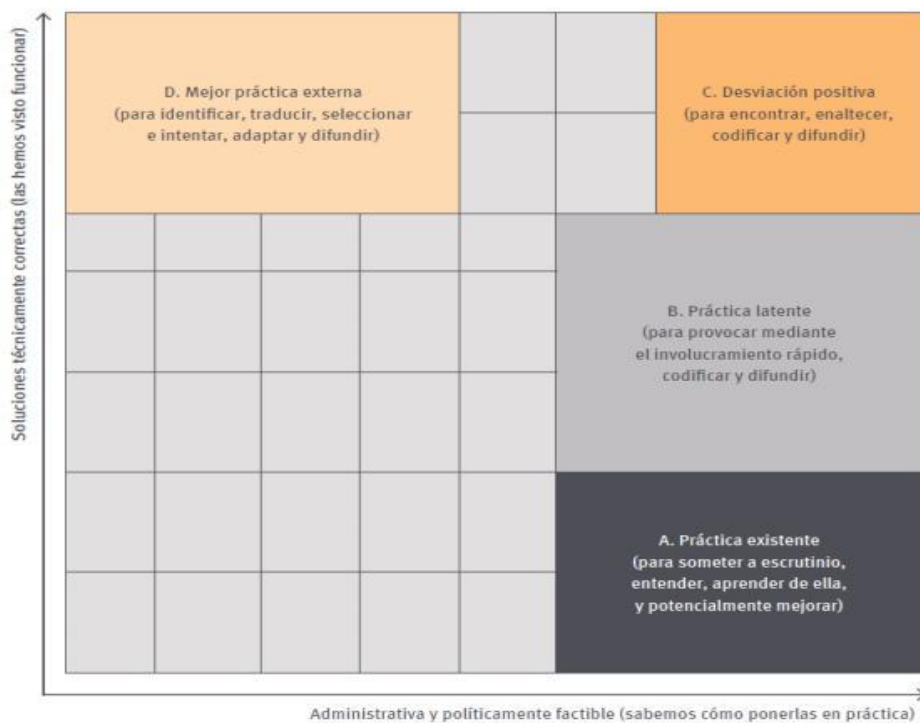 Soluciones técnicamente correctas (las hemos visto funcionar)
D. Mejor práctica externa
(para identificar, traducir, seleccionar
e intentar, adaptar y difundir)
C. Desviación positiva
(para encontrar, enaltecer,
codificar y difundir)
B. Práctica latente
(para provocar mediante
el involucramiento rápido,
codificar y difundir)
A. Práctica existente
(para someter a escrutinio,
entender, aprender de ella,
y potencialmente mejorar)
Administrativa y políticamente factible (sabemos cómo ponerlas en práctica)